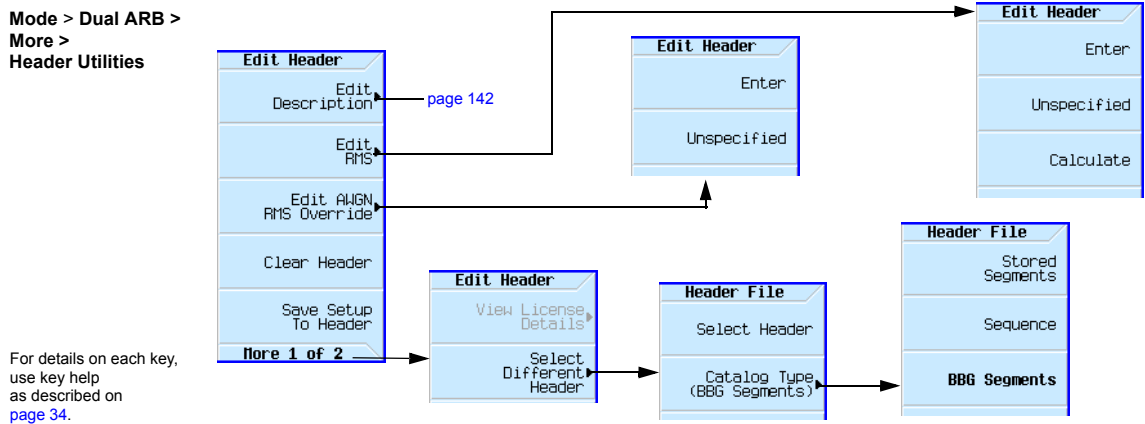 Mode > Dual ARB >
More >
Header Utilities
Edit Header
Edit
Description
page 142
Edit
RMS
Edit AWGN
RMS Override
Clear Header
Save Setup
To Header
More 1 of 2
Edit Header
Enter
Unspecified
Edit Header
Enter
Unspecified
Calculate
Edit Header
View License
Details
Select
Different
Header
Header File
Select Header
Catalog Type
(BBG Segments)
Header File
Stored
Segments
Sequence
BBG Segments
For details on each key,
use key help
as described on
page 34.